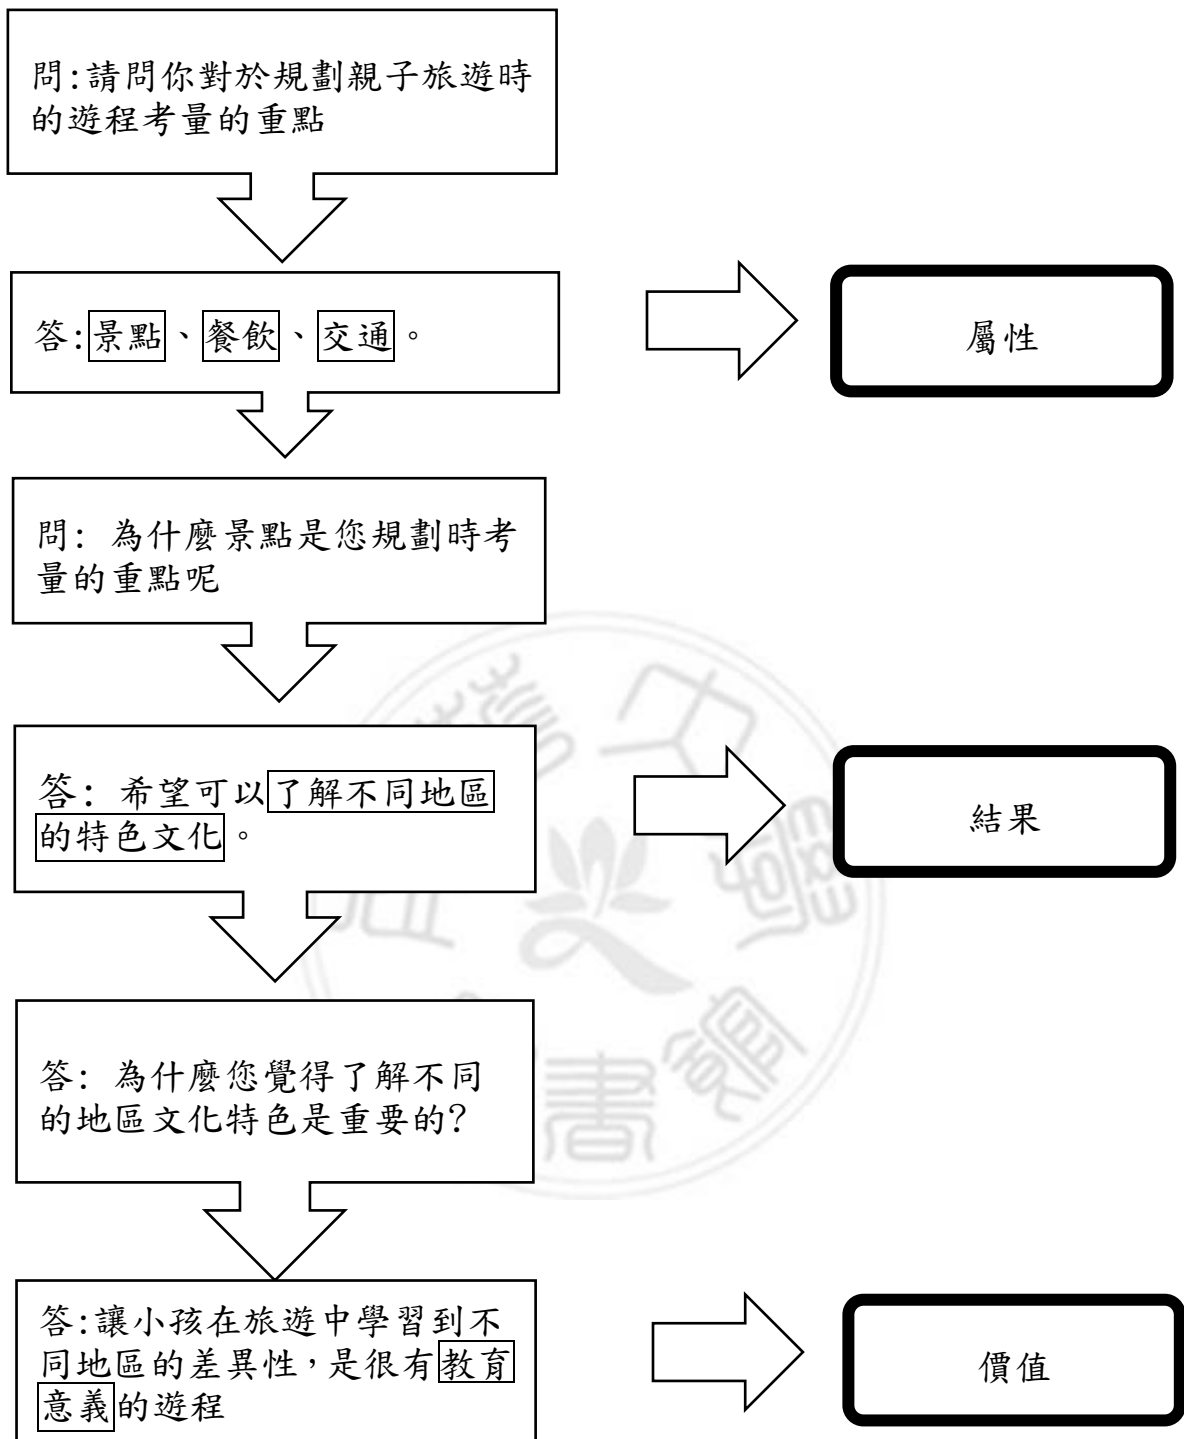 問:請問你對於規劃親子旅遊時
的遊程考量的重點
答:景點、餐飲、交通。
屬性
問: 為什麼景點是您規劃時考
量的重點呢
答: 希望可以了解不同地區
的特色文化。
結果
答: 為什麼您覺得了解不同
的地區文化特色是重要的?
答:讓小孩在旅遊中學習到不
同地區的差異性,是很有教育
意義的遊程
價值